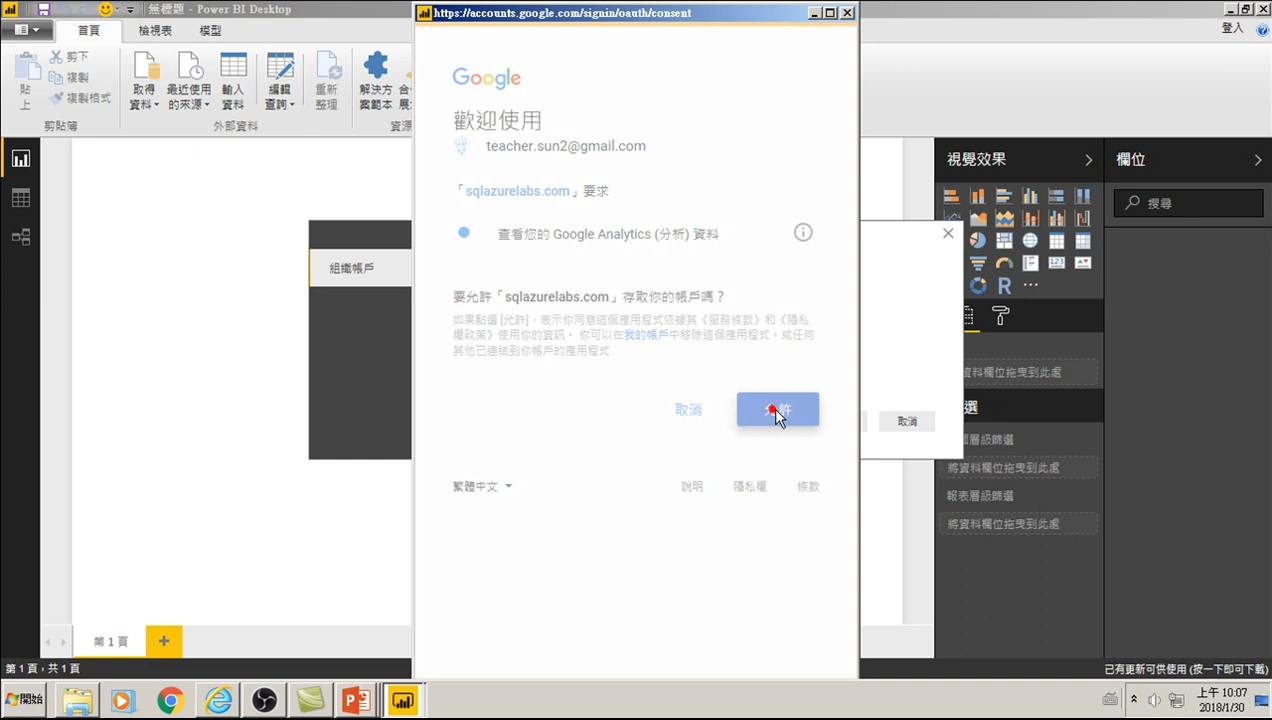 無標題 - Power BI Desktop
https://accounts.google.com/signin/oauth/consent
首頁
檢視表
模型
登入
貼上
剪下
複製
複製格式
剪貼簿
取得資料
最近使用的來源
輸入資料
編輯查詢
外部資料
重新整理
解決方案範本
資源
Google
歡迎使用
teacher.sun2@gmail.com
「sqlazurelabs.com」要求
查看您的 Google Analytics (分析) 資料
要允許「sqlazurelabs.com」存取你的帳戶嗎？
如果點選 [允許]，表示你同意這個應用程式依據其《服務條款》和《隱私
權政策》使用你的資訊。你可以在我的帳戶中移除這個應用程式，或任何
其他已連結到你帳戶的應用程式
取消
允許
繁體中文
說明
隱私權
條款
組織帳戶
取消
視覺效果
欄位
搜尋
資料欄位拖曳到此處
選
面層級篩選
將資料欄位拖曳到此處
報表層級篩選
將資料欄位拖曳到此處
第 1 頁
第 1 頁，共 1 頁
已有更新可供使用 (按一下即可下載)
開始
上午 10:07
2018/1/30